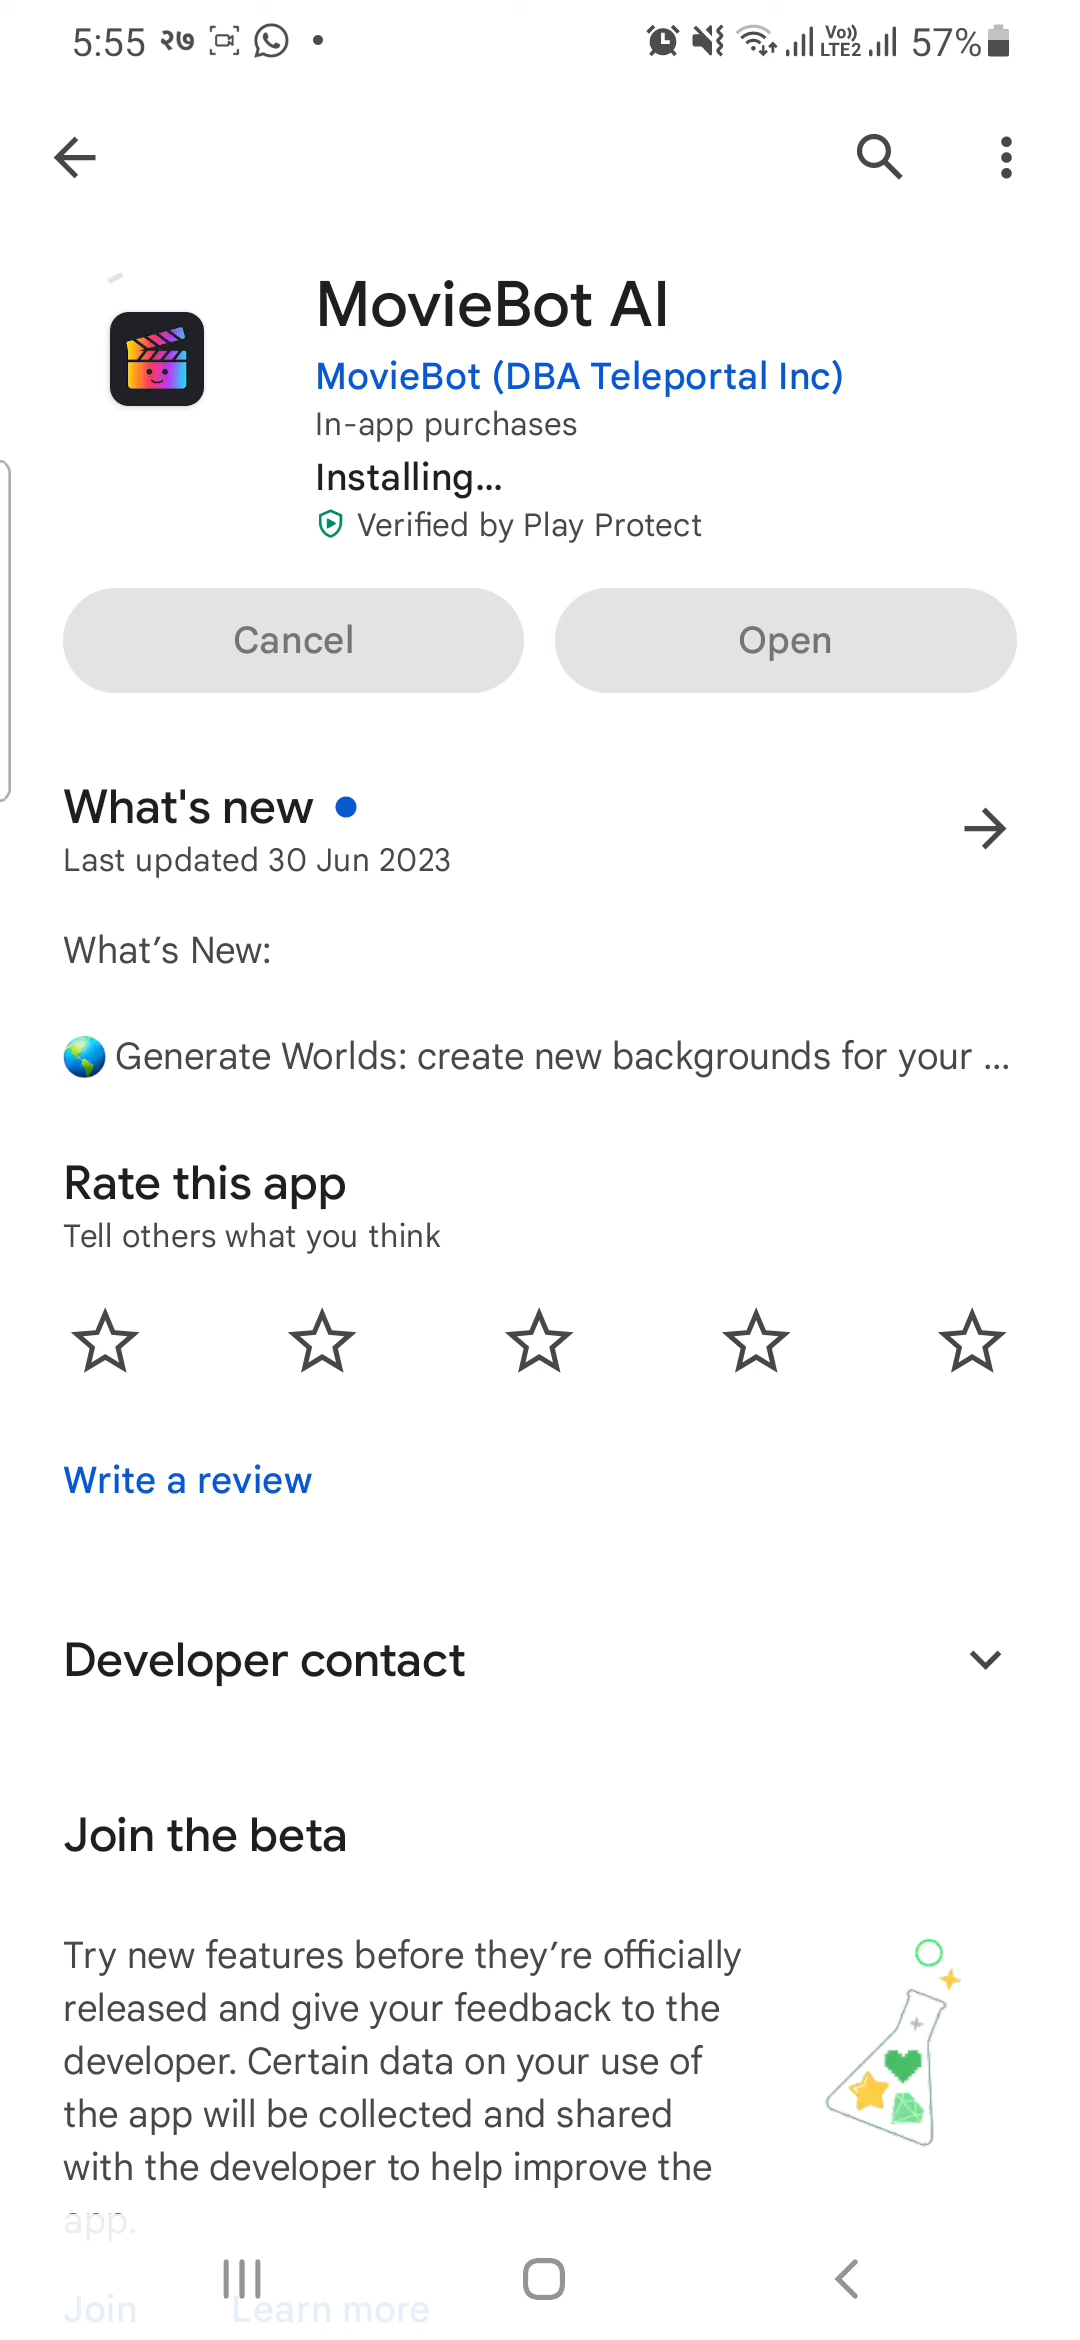 5:55 २७
Vo))
LTE2
57%
MovieBot AI
MovieBot (DBA Teleportal Inc)
In-app purchases
Installing...
Verified by Play Protect
Cancel
Open
What's new
Last updated 30 Jun 2023
What's New:
Generate Worlds: create new backgrounds for your ...
Rate this app
Tell others what you think
Write a review
Developer contact
Join the beta
Try new features before they're officially
released and give your feedback to the
developer. Certain data on your use of
the app will be collected and shared
with the developer to help improve the
app.
Join Learn more